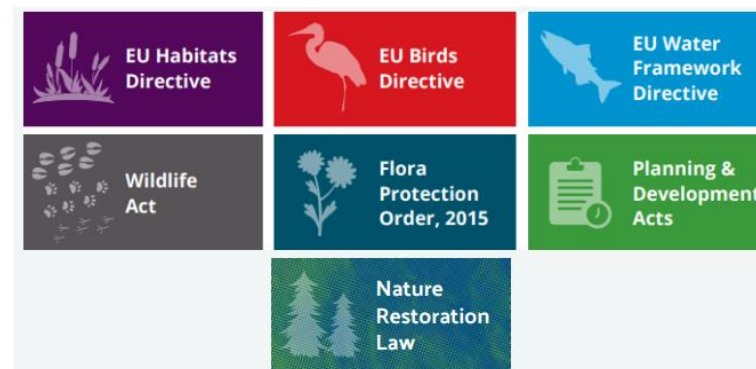 EU Habitats
Directive
EU Birds
Directive
EU Water
Framework
Directive
Wildlife
Act
Flora
Protection
Order, 2015
Planning &
Development
Acts
Nature
Restoration
Law